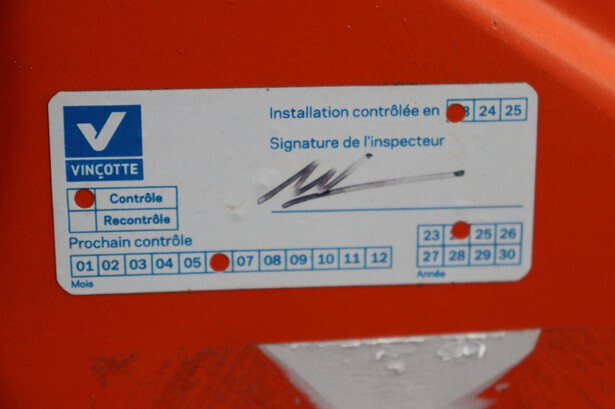 VINÇOTTE
Installation contrôlée en 24 25
Signature de l'inspecteur
Contrôle
Recontrôle
Prochain contrôle
01 02 03 04 05 07 08 09 10 11 12
Mois
23 25 26
27 28 29 30
Année